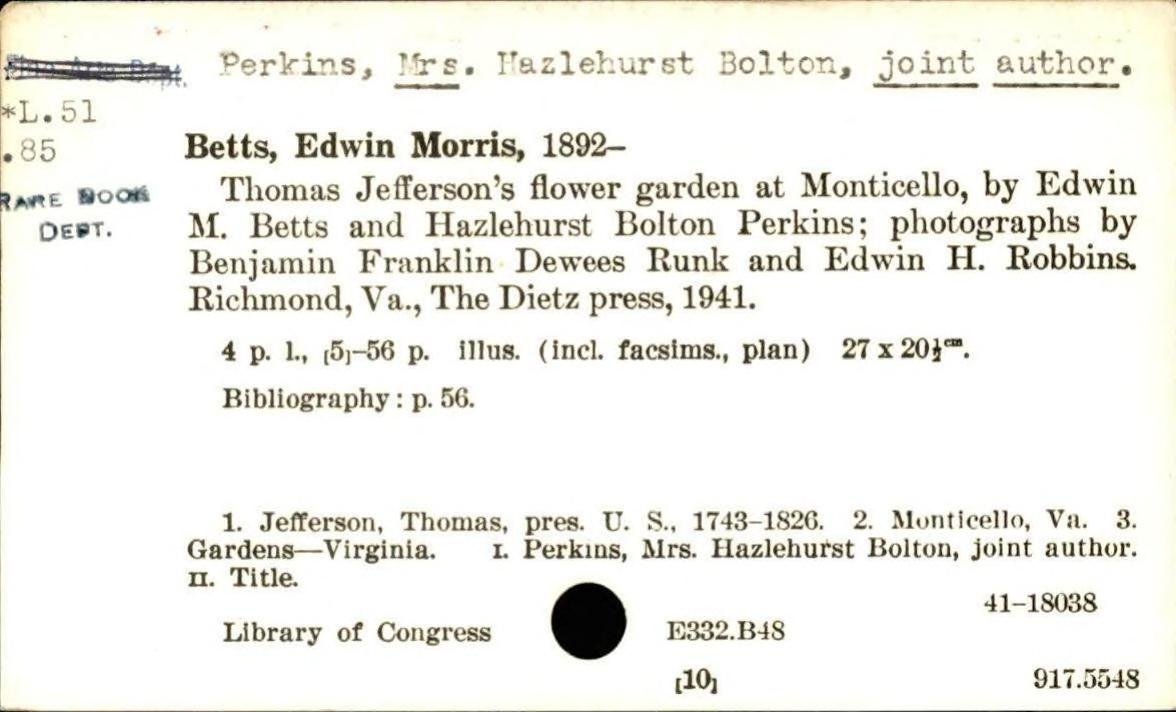 Fine Arts Dept.
Perkins, Mrs. Hazlehurst Bolton, joint author.
*L.51
.85
RARE BOOK
DEPT.
Betts, Edwin Morris, 1892–
Thomas Jefferson's flower garden at Monticello, by Edwin
M. Betts and Hazlehurst Bolton Perkins; photographs by
Benjamin Franklin Dewees Runk and Edwin H. Robbins.
Richmond, Va., The Dietz press, 1941.
4 p. l., [5]–56 p. illus. (incl. facsims., plan) 27 x 20½ᶜᵐ.
Bibliography: p. 56.
1. Jefferson, Thomas, pres. U. S., 1743–1826. 2. Monticello, Va. 3.
Gardens—Virginia. I. Perkins, Mrs. Hazlehurst Bolton, joint author.
II. Title.
41–18038
Library of Congress E332.B48
[10] 917.5548